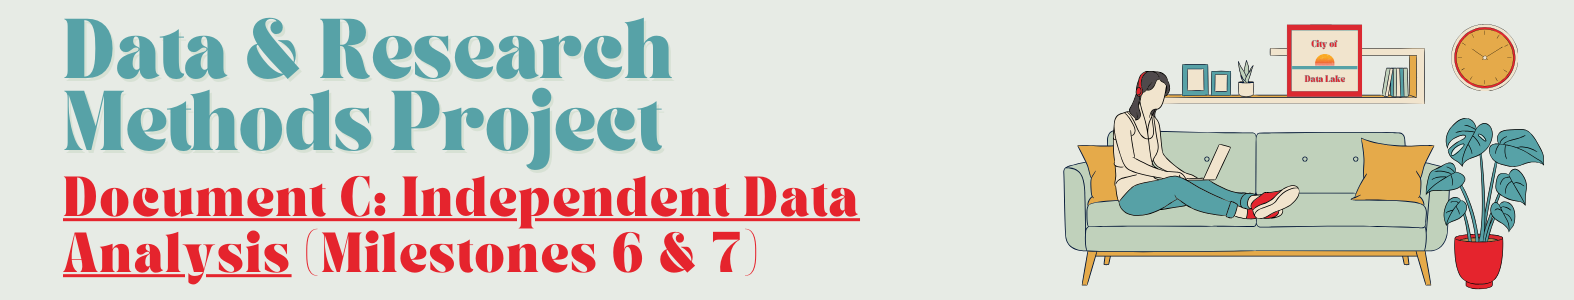 Data & Research
Methods Project
Document C: Independent Data
Analysis (Milestones 6 & 7)
City of
Data Lake